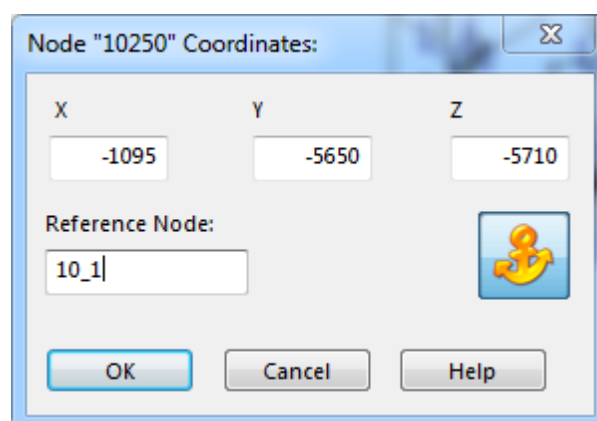 Node "10250" Coordinates:
X Y Z
-1095 -5650 -5710
Reference Node:
10_1
OK Cancel Help